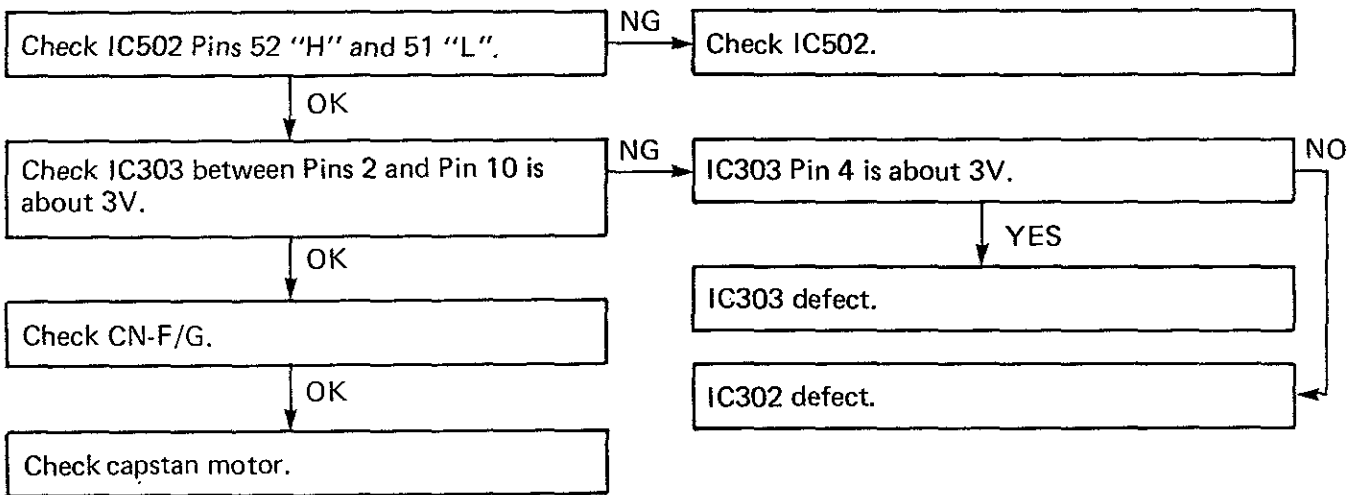 Check IC502 Pins 52 "H" and 51 "L".
NG
Check IC502.
OK
Check IC303 between Pins 2 and Pin 10 is
about 3V.
NG
IC303 Pin 4 is about 3V.
NO
OK
YES
IC303 defect.
Check CN-F/G.
OK
IC302 defect.
Check capstan motor.